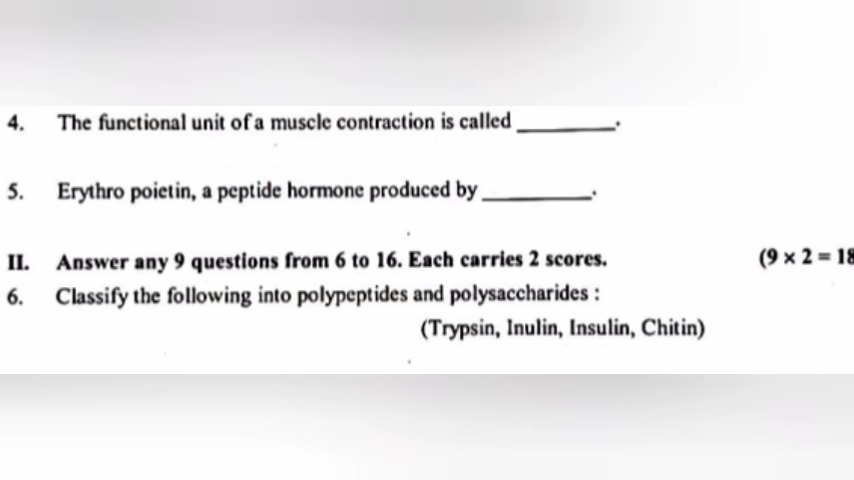 4. The functional unit of a muscle contraction is called ________.
5. Erythro poietin, a peptide hormone produced by ________.
II. Answer any 9 questions from 6 to 16. Each carries 2 scores. (9 × 2 = 18
6. Classify the following into polypeptides and polysaccharides :
(Trypsin, Inulin, Insulin, Chitin)